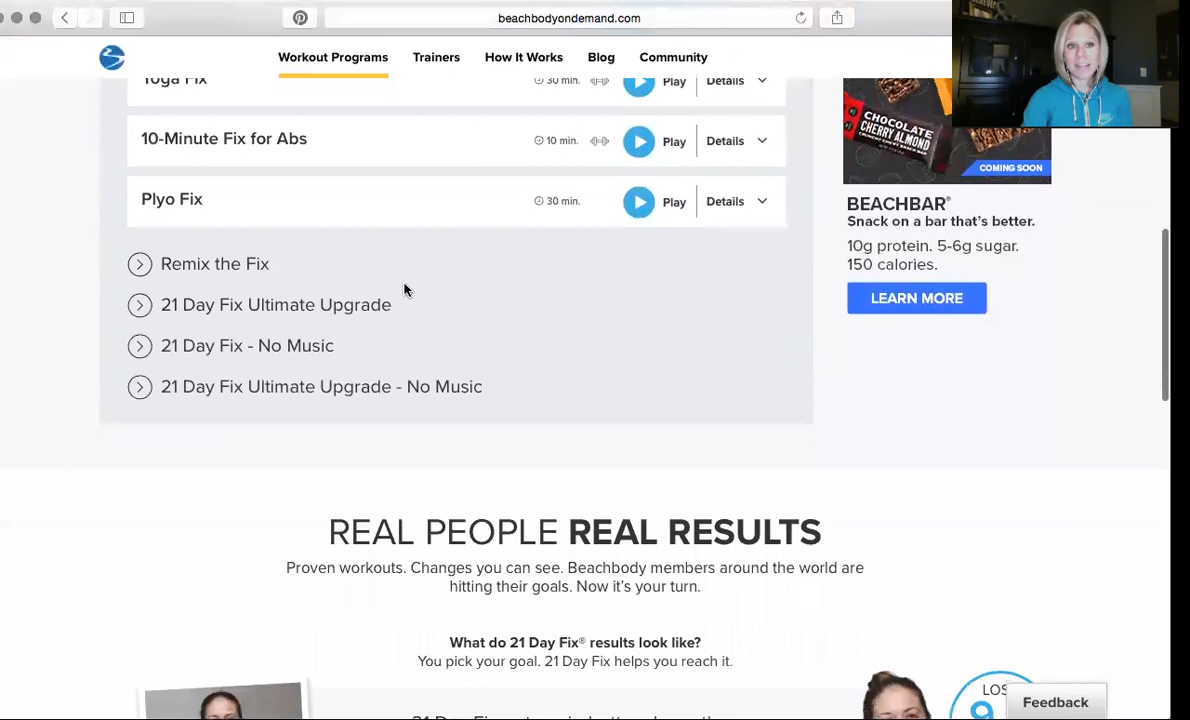 beachbodyondemand.com
Workout Programs Trainers How It Works Blog Community
Yoga Fix 30 min. Play Details
10-Minute Fix for Abs 10 min. Play Details
Plyo Fix 30 min. Play Details
Remix the Fix
21 Day Fix Ultimate Upgrade
21 Day Fix - No Music
21 Day Fix Ultimate Upgrade - No Music
CHOCOLATE
CHERRY ALMOND
COMING SOON
BEACHBAR®
Snack on a bar that's better.
10g protein. 5-6g sugar.
150 calories.
LEARN MORE
REAL PEOPLE REAL RESULTS
Proven workouts. Changes you can see. Beachbody members around the world are
hitting their goals. Now it's your turn.
What do 21 Day Fix® results look like?
You pick your goal. 21 Day Fix helps you reach it.
21 Day Fix
LOS
9
Feedback